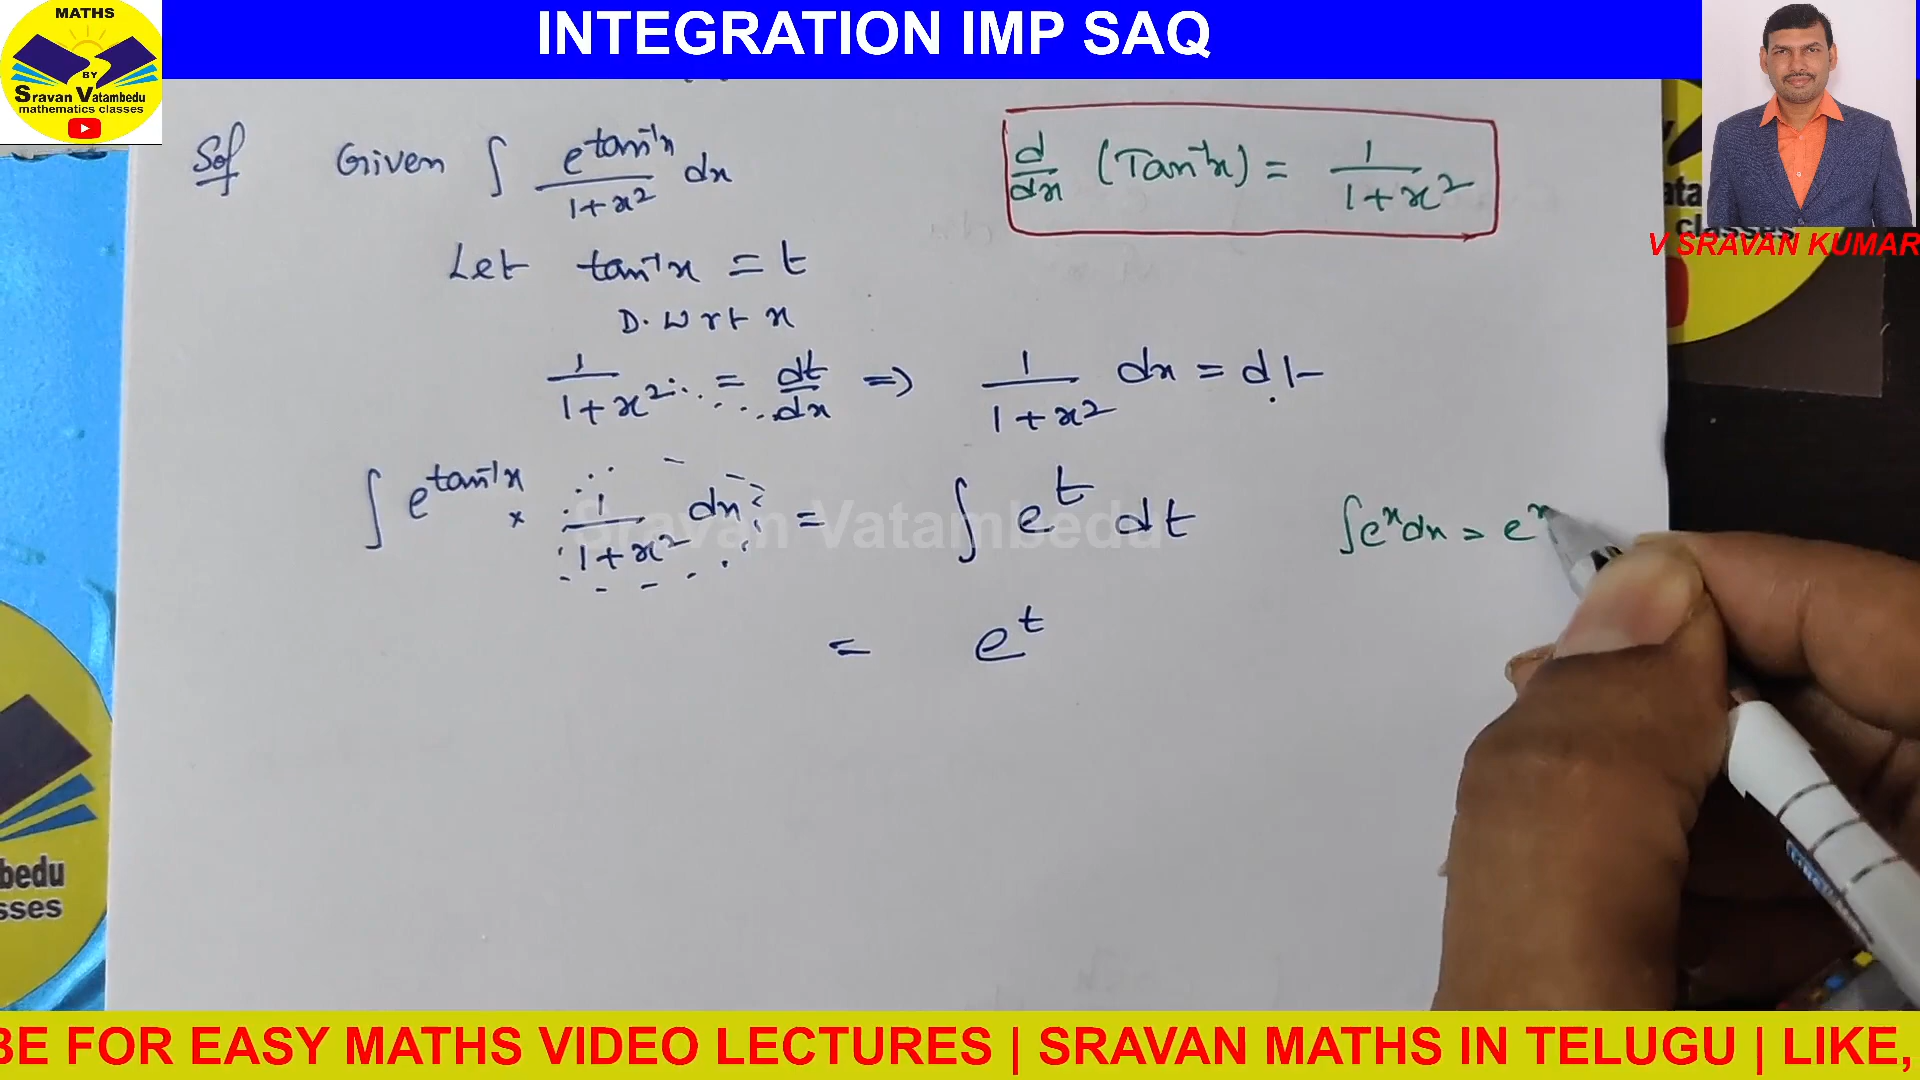 MATHS
BY
Sravan Vatambedu
mathematics classes
INTEGRATION IMP SAQ
V SRAVAN KUMAR
Sol Given ∫ e^(tan⁻¹x) / (1+x²) dx
d/dx (Tan⁻¹x) = 1/(1+x²)
Let tan⁻¹x = t
D. w r t x
1/(1+x²) = dt/dx ⇒ 1/(1+x²) dx = dt
∫ e^(tan⁻¹x) × 1/(1+x²) dx = ∫ e^t dt
∫e^x dx = e^x
Sravan Vatambedu
= e^t
ata
classes
bedu
sses
BE FOR EASY MATHS VIDEO LECTURES | SRAVAN MATHS IN TELUGU | LIKE,